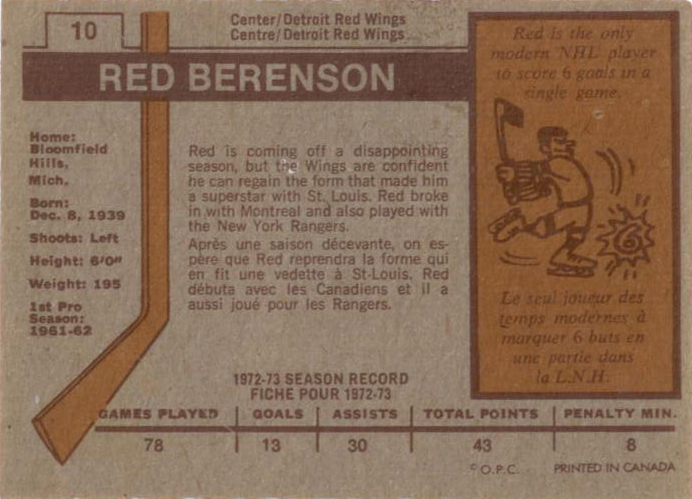 10
Center/Detroit Red Wings
Centre/Detroit Red Wings
RED BERENSON
Home:
Bloomfield
Hills,
Mich.
Born:
Dec. 8, 1939
Shoots: Left
Height: 6'0"
Weight: 195
1st Pro
Season:
1961-62
Red is coming off a disappointing
season, but the Wings are confident
he can regain the form that made him
a superstar with St. Louis. Red broke
in with Montreal and also played with
the New York Rangers.
Après une saison décevante, on es-
père que Red reprendra la forme qui
en fit une vedette à St-Louis. Red
débuta avec les Canadiens et il a
aussi joué pour les Rangers.
Red is the only
modern NHL player
to score 6 goals in a
single game.
6
Le seul joueur des
temps modernes à
marquer 6 buts en
une partie dans
la L.N.H.
1972-73 SEASON RECORD
FICHE POUR 1972-73
GAMES PLAYED GOALS ASSISTS TOTAL POINTS PENALTY MIN.
78 13 30 43 8
© O.P.C. PRINTED IN CANADA